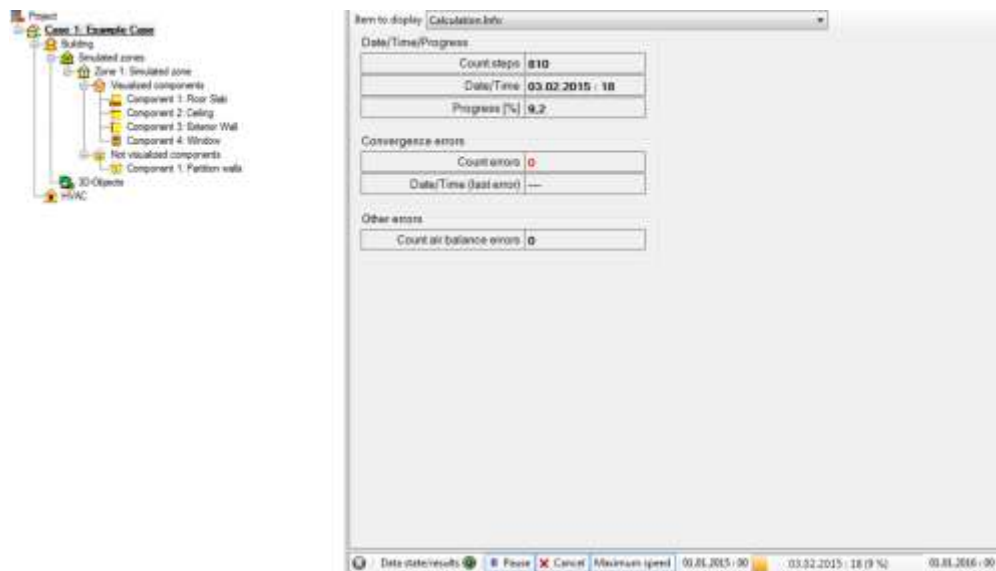 Project
Case 1: Example Case
Building
Simulated zones
Zone 1: Simulated zone
Visualized components
Component 1: Floor Slab
Component 2: Ceiling
Component 3: Exterior Wall
Component 4: Window
Not visualized components
Component 1: Partition walls
3D-Objects
HVAC
Item to display Calculation Info
Date/Time/Progress
Count steps 810
Date/Time 03.02.2015 : 18
Progress [%] 9,2
Convergence errors
Count errors 0
Date/Time (last error) ---
Other errors
Count air balance errors 0
Data state/results Pause Cancel Maximum speed 01.01.2015 : 00 03.02.2015 : 18 (9 %) 01.01.2016 : 00